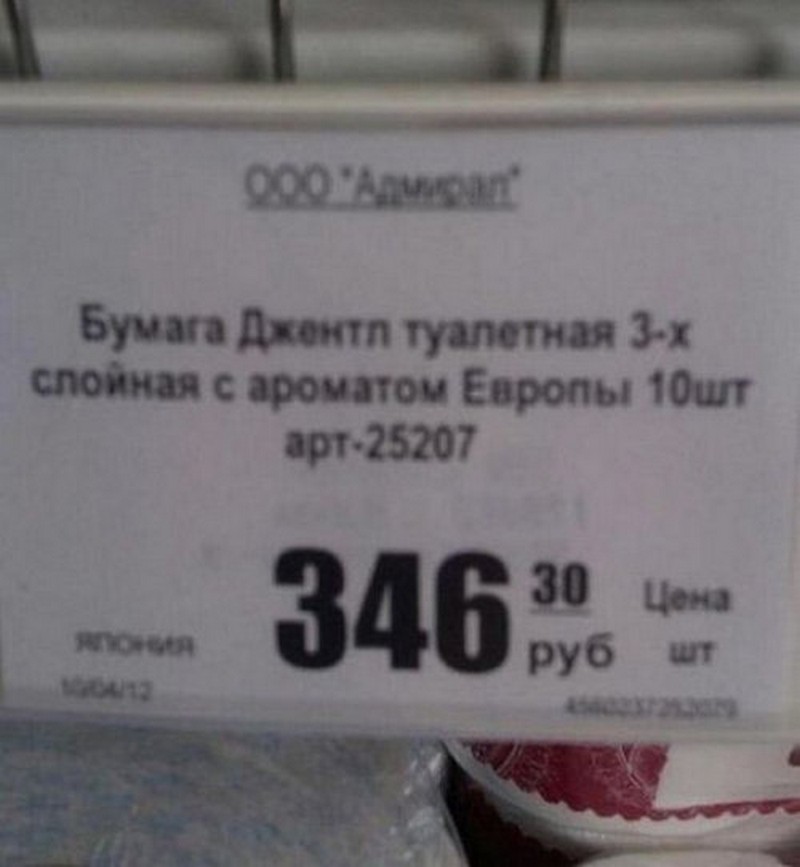 ООО "Адмирал"
Бумага Джентл туалетная 3-х
слойная с ароматом Европы 10шт
арт-25207
346 30 руб
Цена шт
ЯПОНИЯ
10/04/12